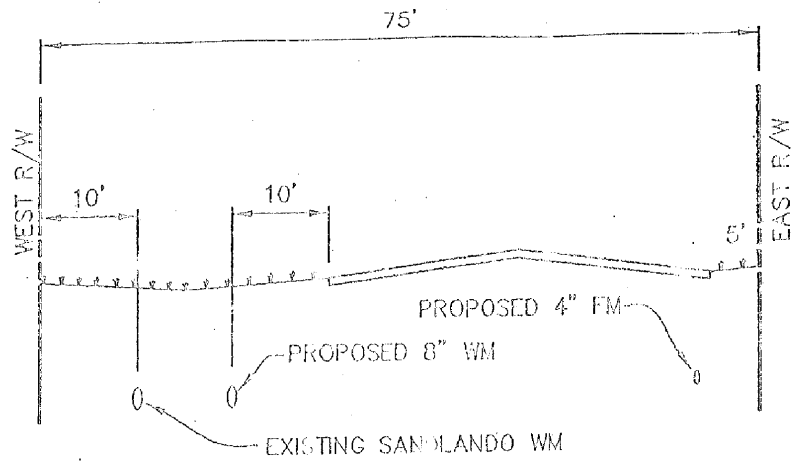 75'
WEST R/W
10'
10'
5'
EAST R/W
PROPOSED 4" FM
PROPOSED 8" WM
EXISTING SANDLANDO WM